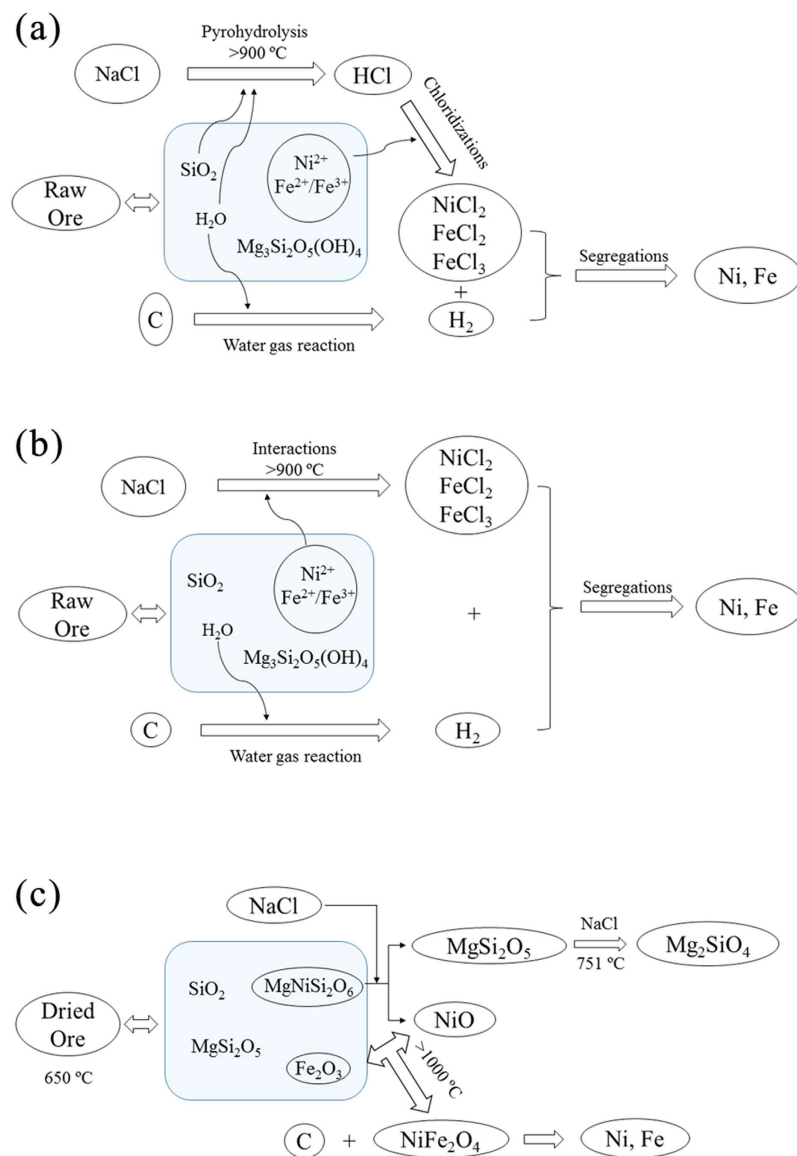 (a)
Pyrohydrolysis
>900 ºC
NaCl
HCl
Chloridizations
SiO₂
Ni²⁺
Fe²⁺/Fe³⁺
Raw
Ore
H₂O
Mg₃Si₂O₅(OH)₄
NiCl₂
FeCl₂
FeCl₃
+
Segregations
Ni, Fe
C
H₂
Water gas reaction
(b)
Interactions
>900 ºC
NaCl
NiCl₂
FeCl₂
FeCl₃
SiO₂
Ni²⁺
Fe²⁺/Fe³⁺
Raw
Ore
H₂O
Mg₃Si₂O₅(OH)₄
+
Segregations
Ni, Fe
C
H₂
Water gas reaction
(c)
NaCl
MgSi₂O₅
NaCl
751 ºC
Mg₂SiO₄
SiO₂
MgNiSi₂O₆
Dried
Ore
650 ºC
MgSi₂O₅
Fe₂O₃
NiO
>1000 ºC
C + NiFe₂O₄
Ni, Fe